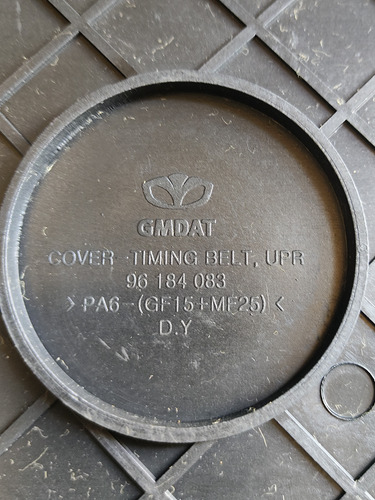 GMDAT
COVER-TIMING BELT, UPR
96 184 083
>PA6-(GF15+MF25)<
D.Y